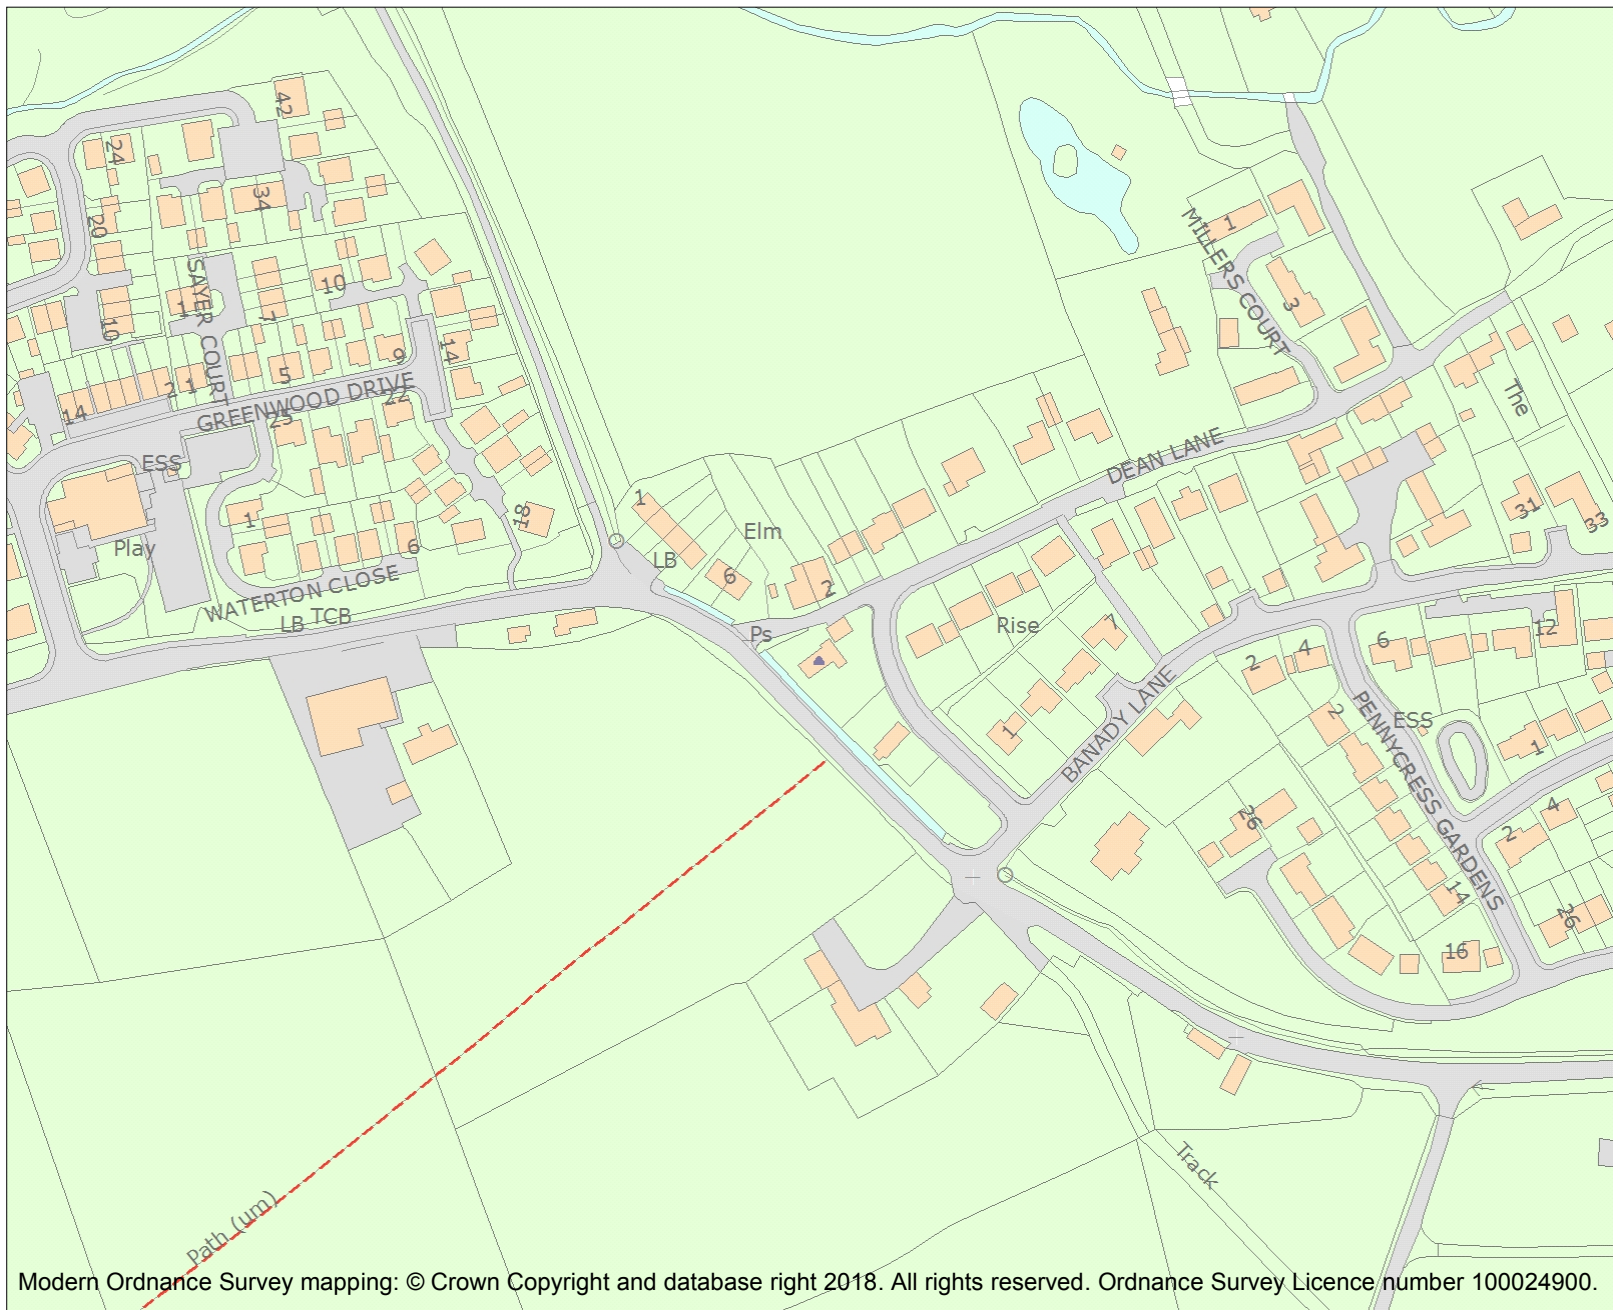 42
24
34
20
SAYER COURT
10
1
7
10
14
9
5
1
2
14
22
GREENWOOD DRIVE
25
ESS
1
18
Play
6
WATERTON CLOSE
LB
TCB
1
LB
Elm
6
2
Ps
Rise
7
1
DEAN LANE
MILLERS COURT
1
3
The
31
33
BANADY LANE
2
4
6
12
2
ESS
PENNYCRESS GARDENS
1
4
2
26
14
26
16
Track
Path (um)
Modern Ordnance Survey mapping: © Crown Copyright and database right 2018. All rights reserved. Ordnance Survey Licence number 100024900.